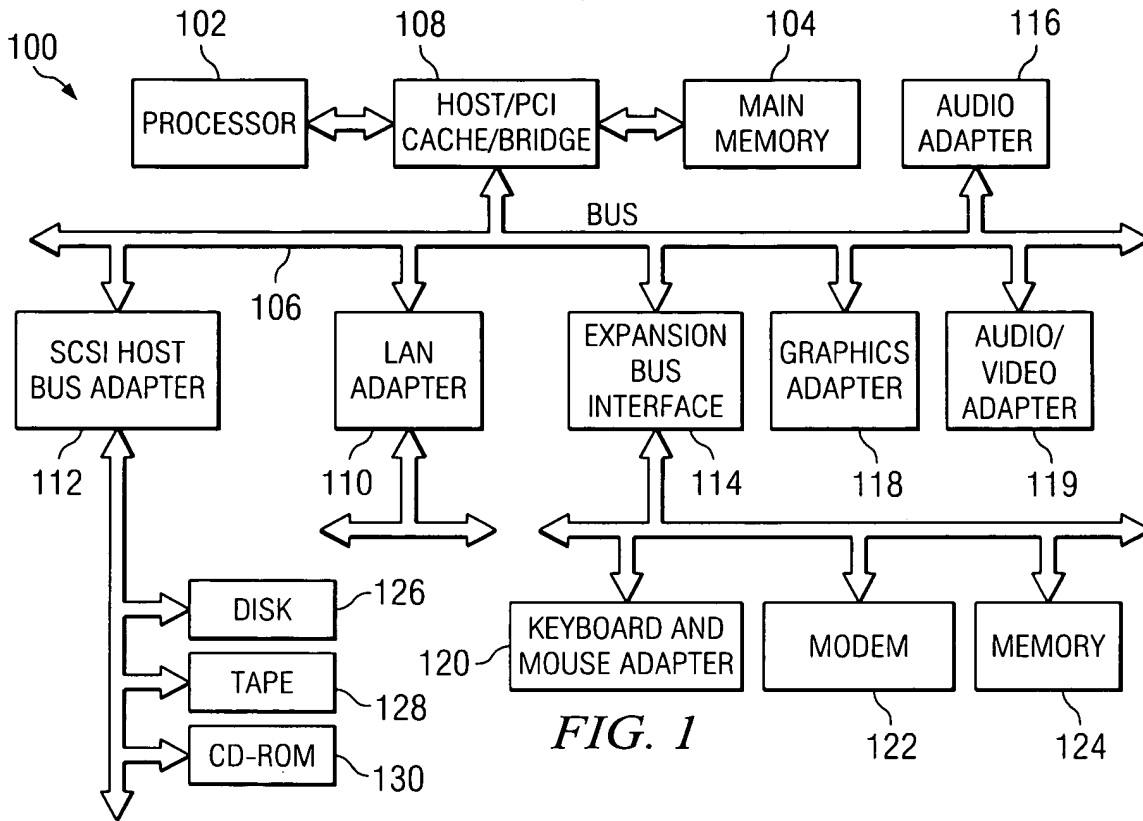 100
102
108
104
116
PROCESSOR
HOST/PCI
CACHE/BRIDGE
MAIN
MEMORY
AUDIO
ADAPTER
BUS
106
SCSI HOST
BUS ADAPTER
LAN
ADAPTER
EXPANSION
BUS
INTERFACE
GRAPHICS
ADAPTER
AUDIO/
VIDEO
ADAPTER
112
110
114
118
119
DISK
126
TAPE
128
CD-ROM
130
120
KEYBOARD AND
MOUSE ADAPTER
MODEM
MEMORY
122
124
FIG. 1